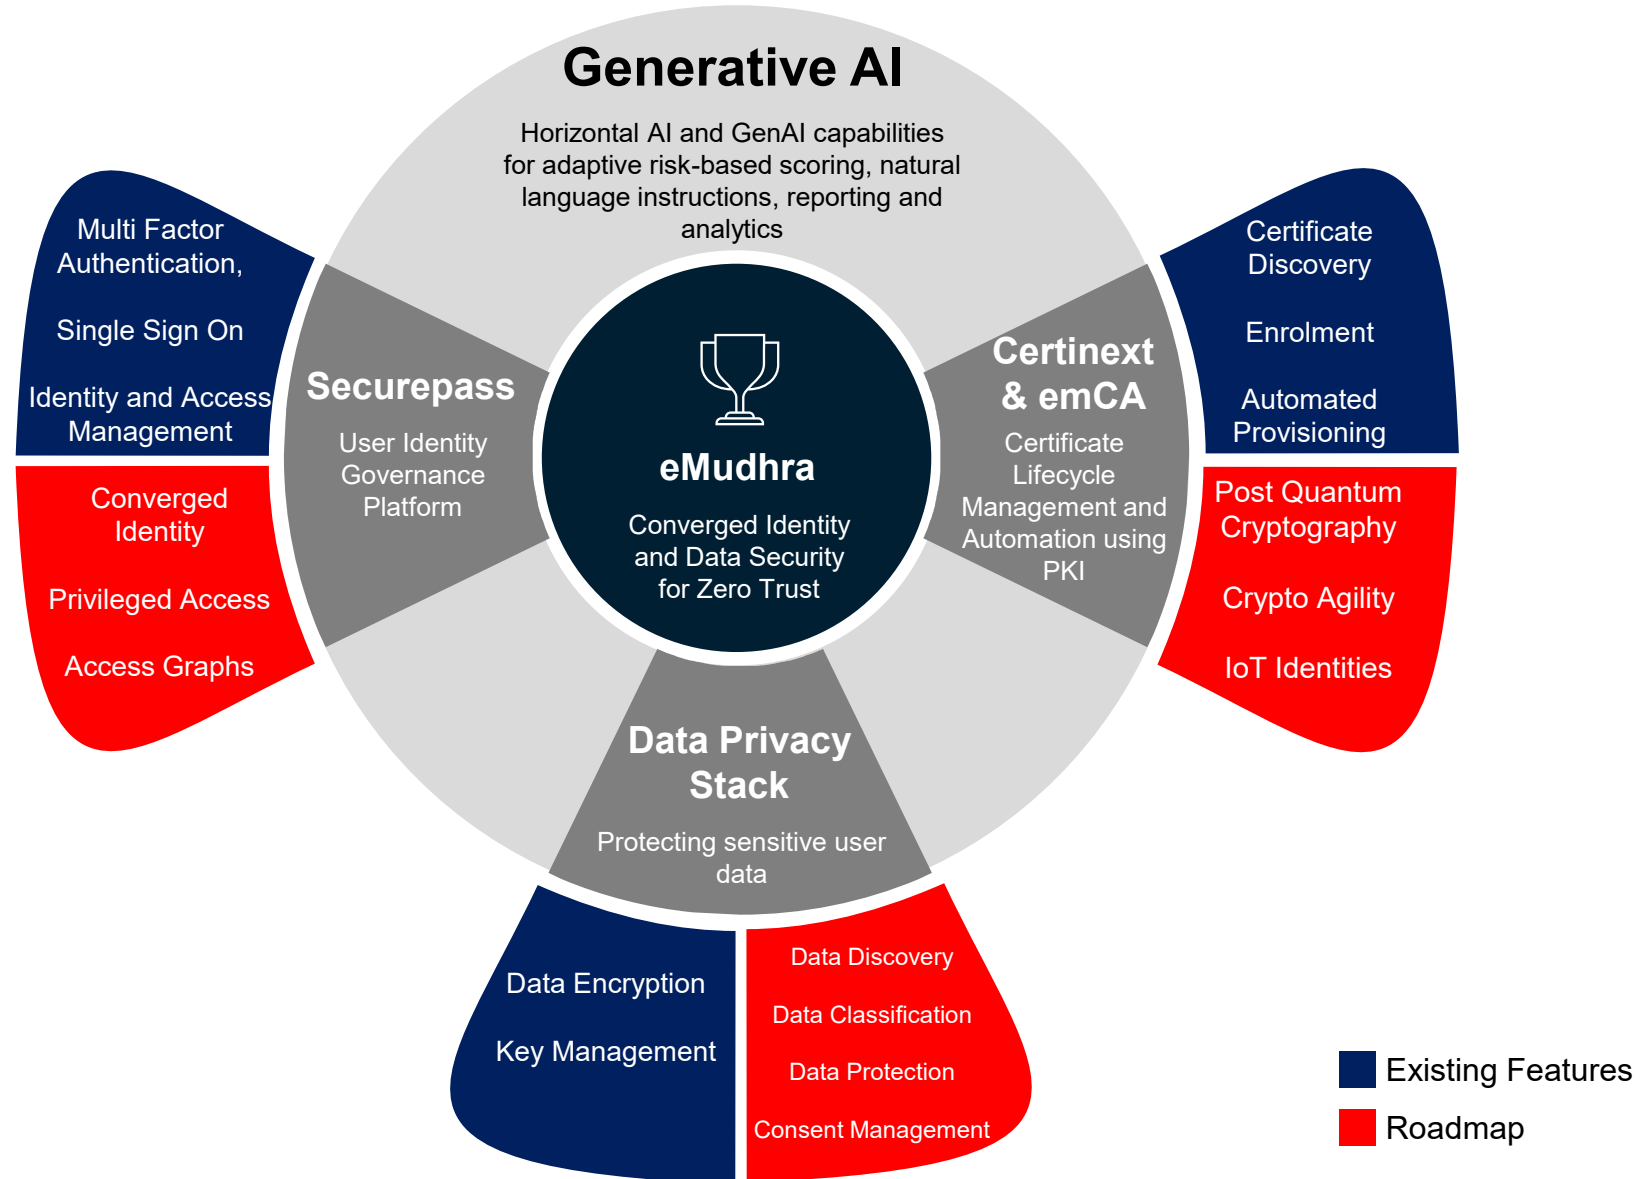 Generative AI
Horizontal AI and GenAI capabilities
for adaptive risk-based scoring, natural
language instructions, reporting and
analytics
Multi Factor
Authentication,
Single Sign On
Identity and Access
Management
Converged
Identity
Privileged Access
Access Graphs
Securepass
User Identity
Governance
Platform
eMudhra
Converged Identity
and Data Security
for Zero Trust
Certinext
& emCA
Certificate
Lifecycle
Management and
Automation using
PKI
Certificate
Discovery
Enrolment
Automated
Provisioning
Post Quantum
Cryptography
Crypto Agility
IoT Identities
Data Privacy
Stack
Protecting sensitive user
data
Data Encryption
Key Management
Data Discovery
Data Classification
Data Protection
Consent Management
Existing Features
Roadmap